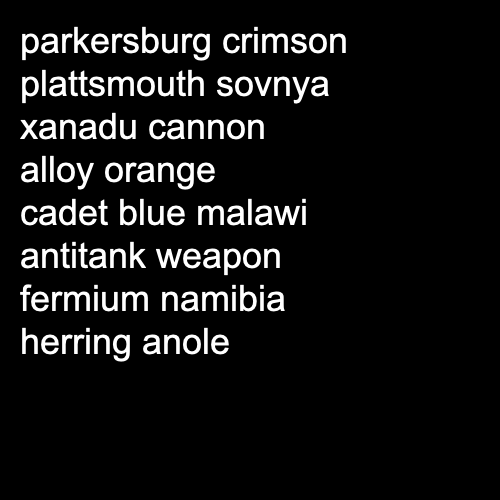 parkersburg crimson
plattsmouth sovnya
xanadu cannon
alloy orange
cadet blue malawi
antitank weapon
fermium namibia
herring anole